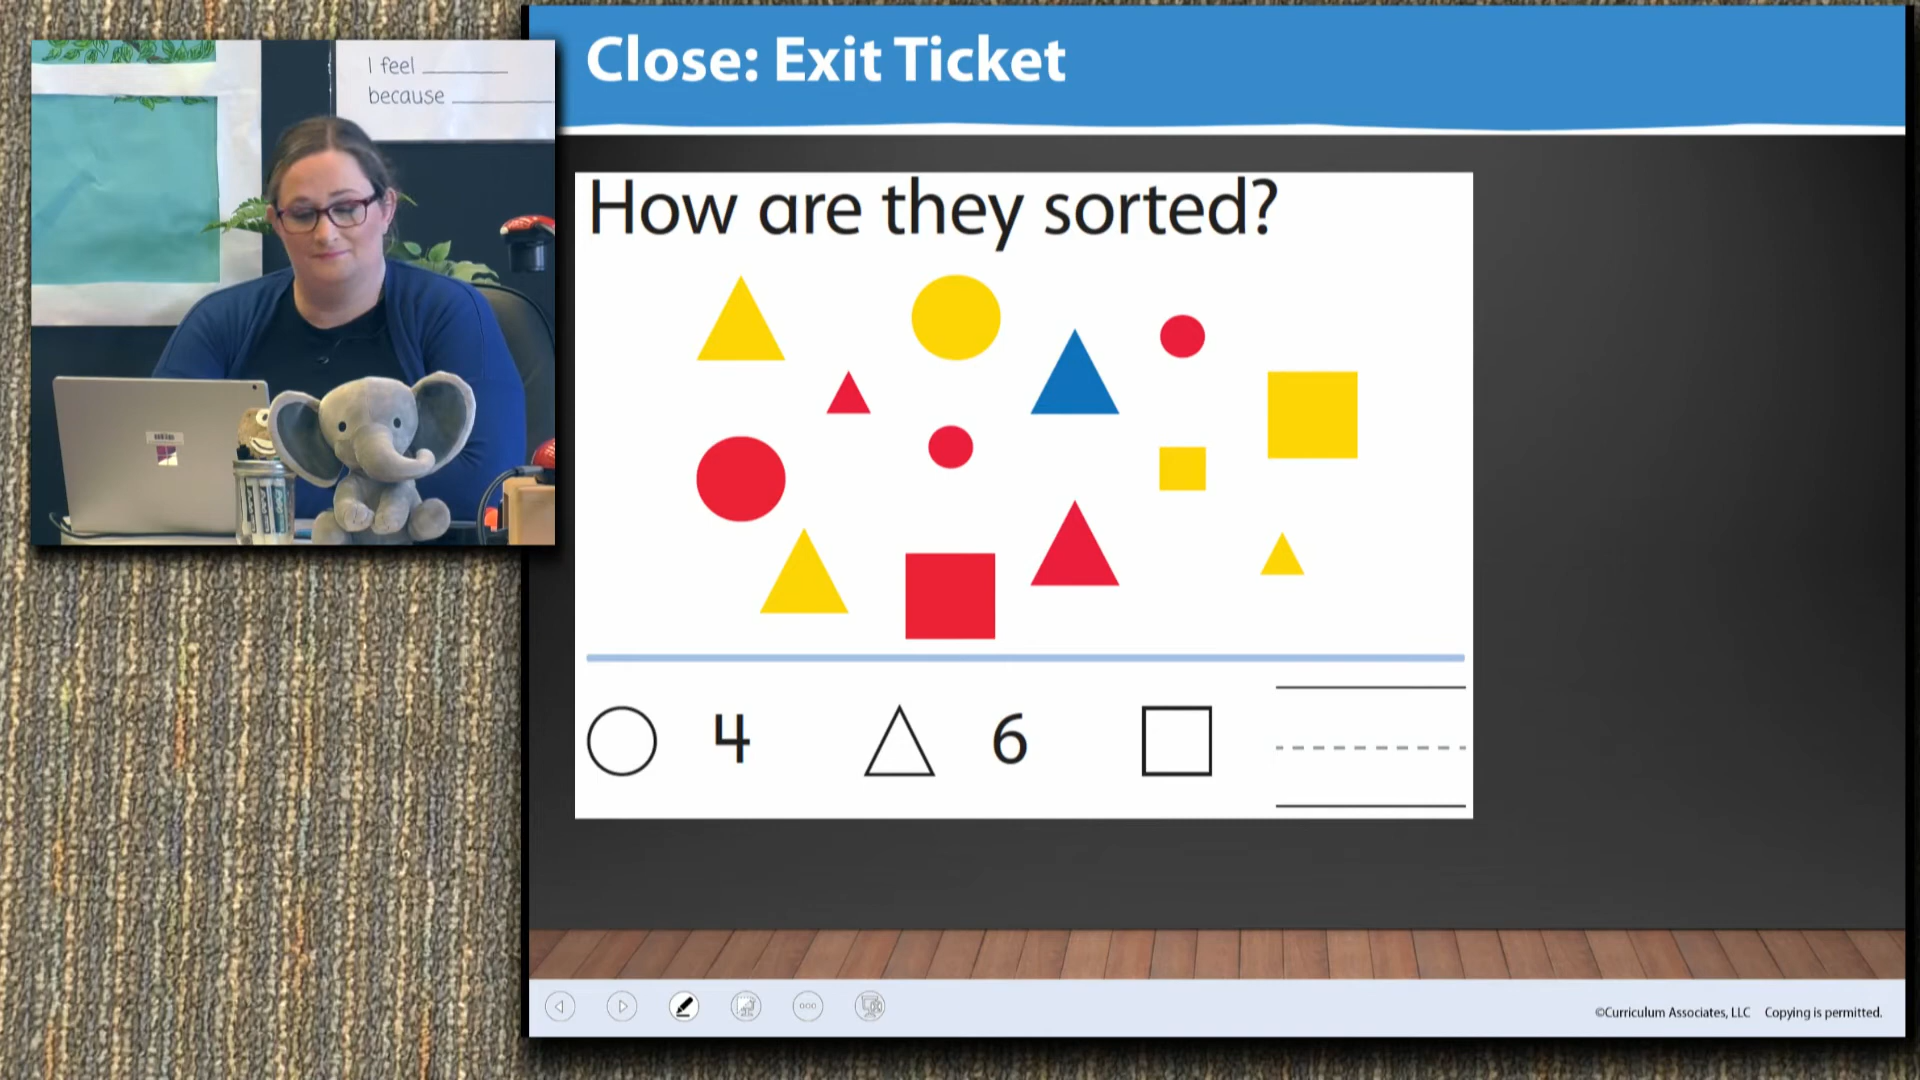 I feel
because
Close: Exit Ticket
How are they sorted?
4 6
©Curriculum Associates, LLC Copying is permitted.